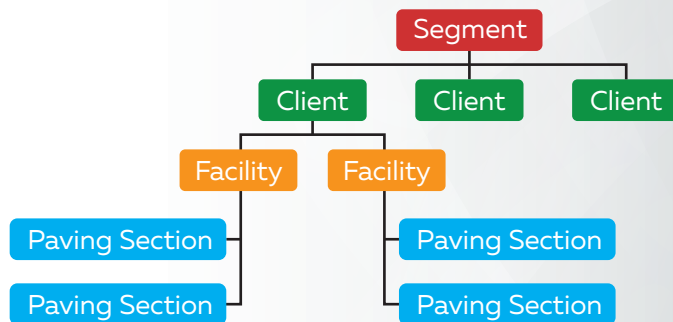 Segment
Client
Client
Client
Facility
Facility
Paving Section
Paving Section
Paving Section
Paving Section